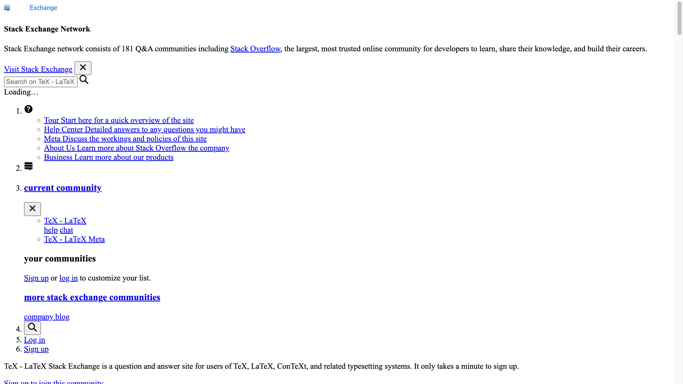 Exchange
Stack Exchange Network
Stack Exchange network consists of 181 Q&A communities including Stack Overflow, the largest, most trusted online community for developers to learn, share their knowledge, and build their careers.
Visit Stack Exchange
Search on TeX - LaTeX
Loading…
1.
Tour Start here for a quick overview of the site
Help Center Detailed answers to any questions you might have
Meta Discuss the workings and policies of this site
About Us Learn more about Stack Overflow the company
Business Learn more about our products
2.
3. current community
TeX - LaTeX
help chat
TeX - LaTeX Meta
your communities
Sign up or log in to customize your list.
more stack exchange communities
company blog
4.
5. Log in
6. Sign up
TeX - LaTeX Stack Exchange is a question and answer site for users of TeX, LaTeX, ConTeXt, and related typesetting systems. It only takes a minute to sign up.
Sign up to join this community